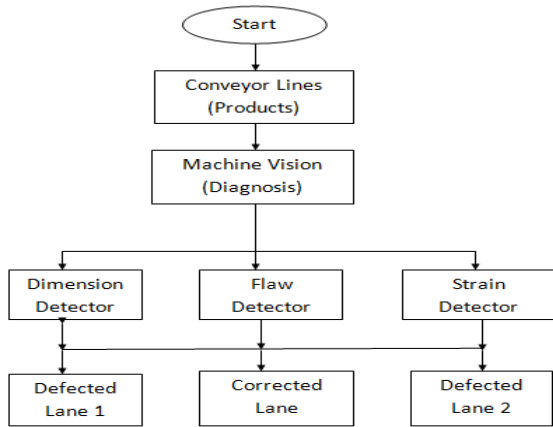 Start
Conveyor Lines
(Products)
Machine Vision
(Diagnosis)
Dimension
Detector
Flaw
Detector
Strain
Detector
Defected
Lane 1
Corrected
Lane
Defected
Lane 2